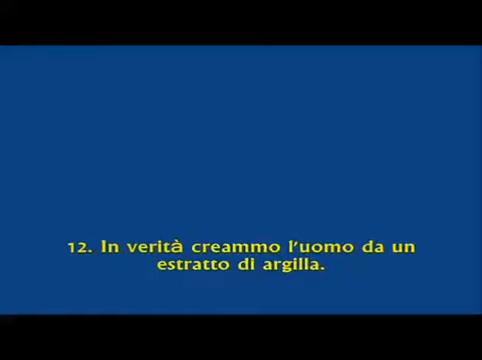 12. In verità creammo l'uomo da un
estratto di argilla.